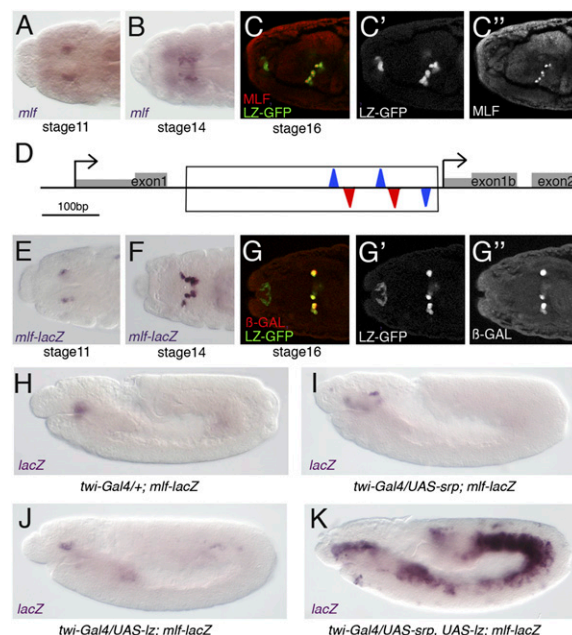 A B C C' C"
mlf mlf MLF LZ-GFP LZ-GFP MLF
stage11 stage14 stage16
D
exon1 exon1b exon2
100bp
E F G G' G"
mlf-lacZ mlf-lacZ ß-GAL LZ-GFP LZ-GFP ß-GAL
stage11 stage14 stage16
H I
lacZ lacZ
twi-Gal4/+; mlf-lacZ twi-Gal4/UAS-srp; mlf-lacZ
J K
lacZ lacZ
twi-Gal4/UAS-lz; mlf-lacZ twi-Gal4/UAS-srp, UAS-lz; mlf-lacZ